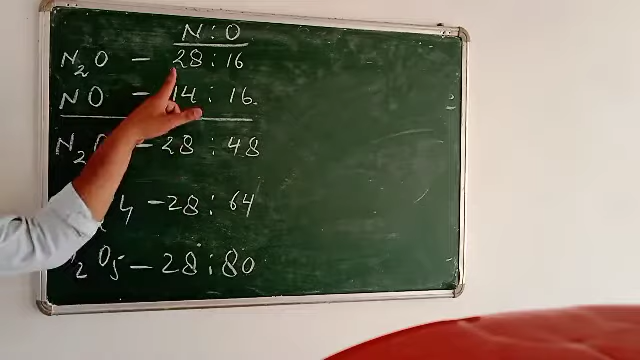 N : O
N₂O – 28 : 16
NO – 14 : 16.
N₂ – 28 : 48
4 – 28 : 64
₂O₅ – 28 : 80